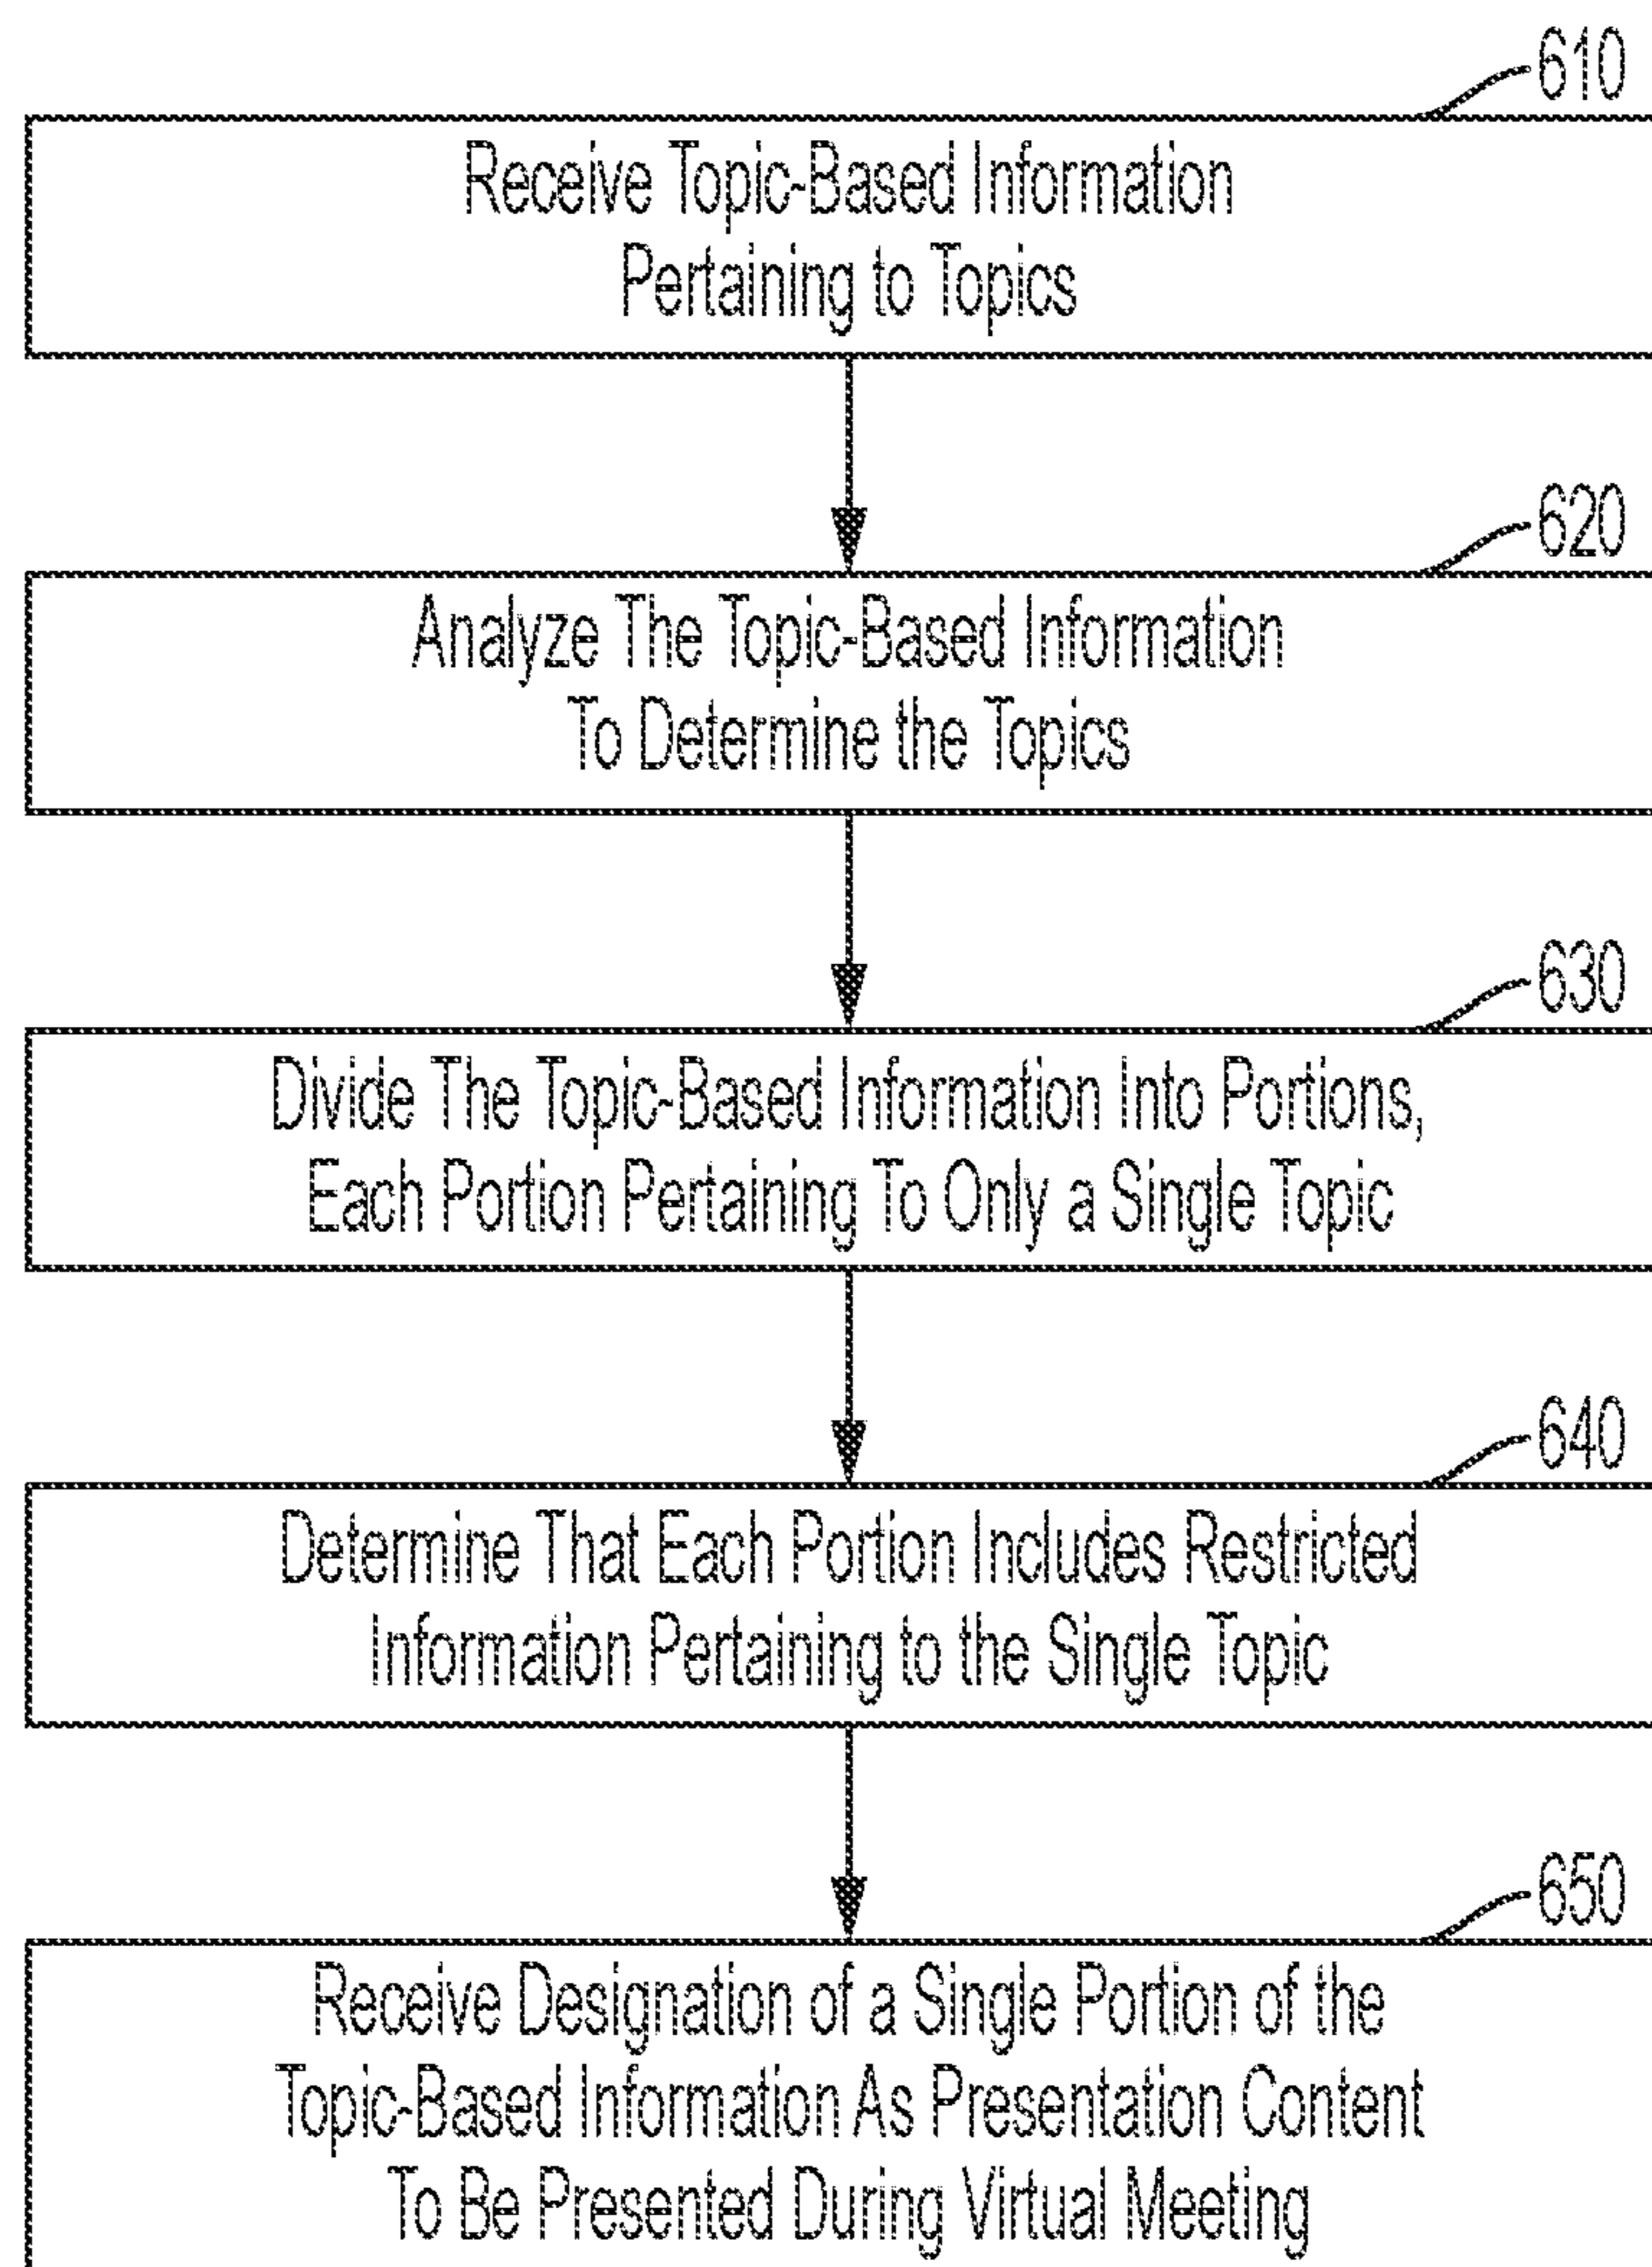 610
Receive Topic-Based Information
Pertaining to Topics
620
Analyze The Topic-Based Information
To Determine the Topics
630
Divide The Topic-Based Information Into Portions,
Each Portion Pertaining To Only a Single Topic
640
Determine That Each Portion Includes Restricted
Information Pertaining to the Single Topic
650
Receive Designation of a Single Portion of the
Topic-Based Information As Presentation Content
To Be Presented During Virtual Meeting